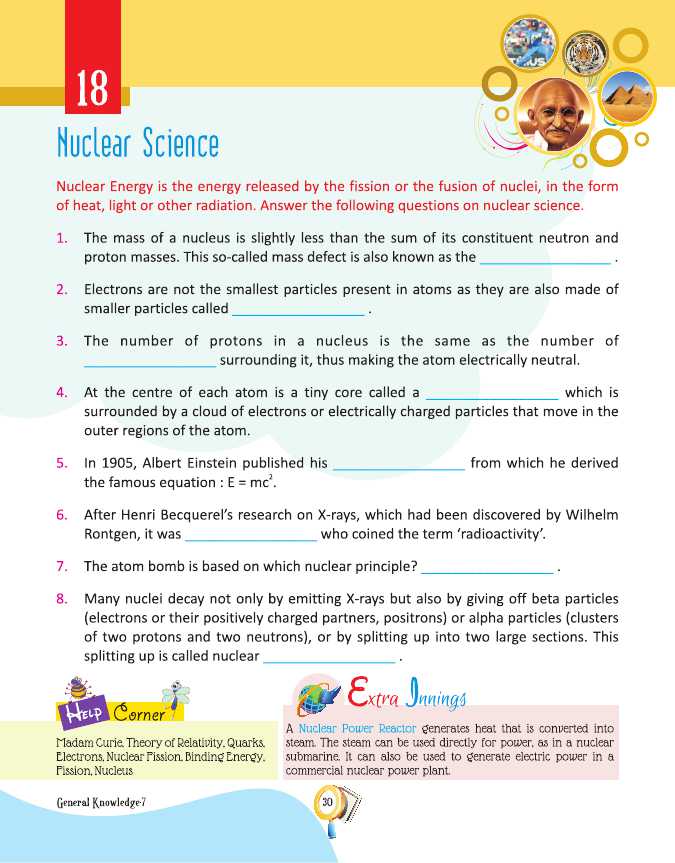 18
Nuclear Science
Nuclear Energy is the energy released by the fission or the fusion of nuclei, in the form
of heat, light or other radiation. Answer the following questions on nuclear science.
1. The mass of a nucleus is slightly less than the sum of its constituent neutron and
proton masses. This so-called mass defect is also known as the __________________ .
2. Electrons are not the smallest particles present in atoms as they are also made of
smaller particles called __________________ .
3. The number of protons in a nucleus is the same as the number of
__________________ surrounding it, thus making the atom electrically neutral.
4. At the centre of each atom is a tiny core called a __________________ which is
surrounded by a cloud of electrons or electrically charged particles that move in the
outer regions of the atom.
5. In 1905, Albert Einstein published his __________________ from which he derived
the famous equation : E = mc².
6. After Henri Becquerel's research on X-rays, which had been discovered by Wilhelm
Rontgen, it was __________________ who coined the term 'radioactivity'.
7. The atom bomb is based on which nuclear principle? __________________ .
8. Many nuclei decay not only by emitting X-rays but also by giving off beta particles
(electrons or their positively charged partners, positrons) or alpha particles (clusters
of two protons and two neutrons), or by splitting up into two large sections. This
splitting up is called nuclear __________________ .
Help Corner
Madam Curie, Theory of Relativity, Quarks,
Electrons, Nuclear Fission, Binding Energy,
Fission, Nucleus
Extra Innings
A Nuclear Power Reactor generates heat that is converted into
steam. The steam can be used directly for power, as in a nuclear
submarine. It can also be used to generate electric power in a
commercial nuclear power plant.
General Knowledge-7
30